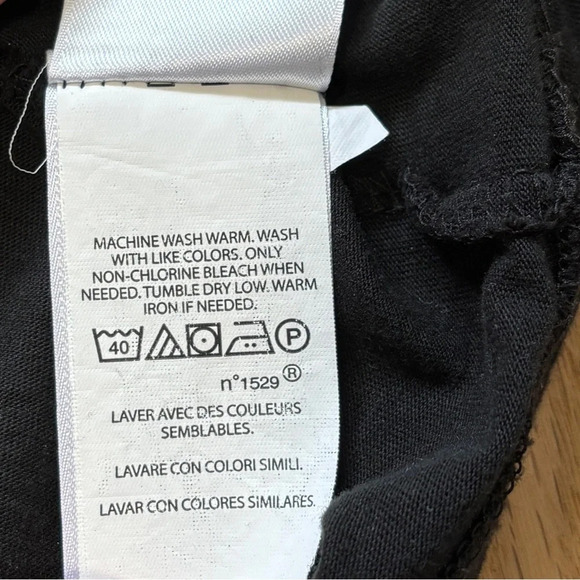 MACHINE WASH WARM. WASH
WITH LIKE COLORS. ONLY
NON-CHLORINE BLEACH WHEN
NEEDED. TUMBLE DRY LOW. WARM
IRON IF NEEDED.
40 P
n°1529 ®
LAVER AVEC DES COULEURS
SEMBLABLES.
LAVARE CON COLORI SIMILI.
LAVAR CON COLORES SIMILARES.